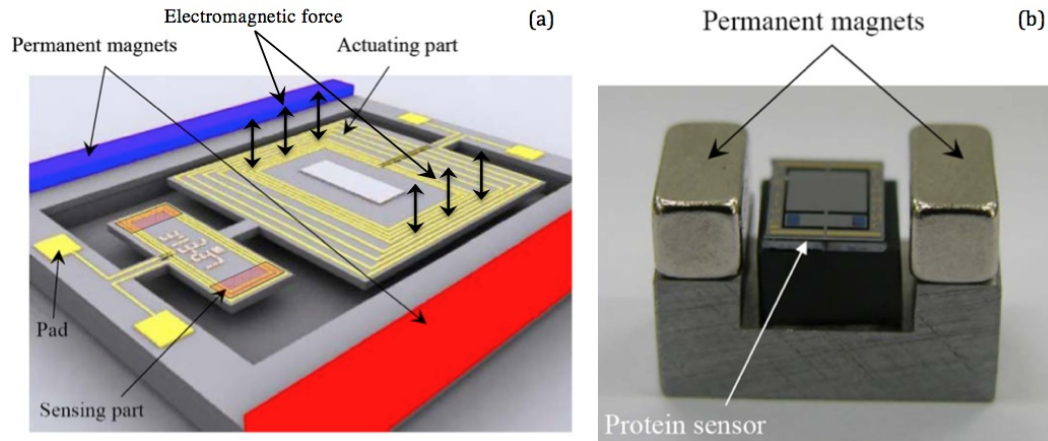 Electromagnetic force
(a)
Permanent magnets
Actuating part
Pad
Sensing part
Permanent magnets
(b)
Protein sensor